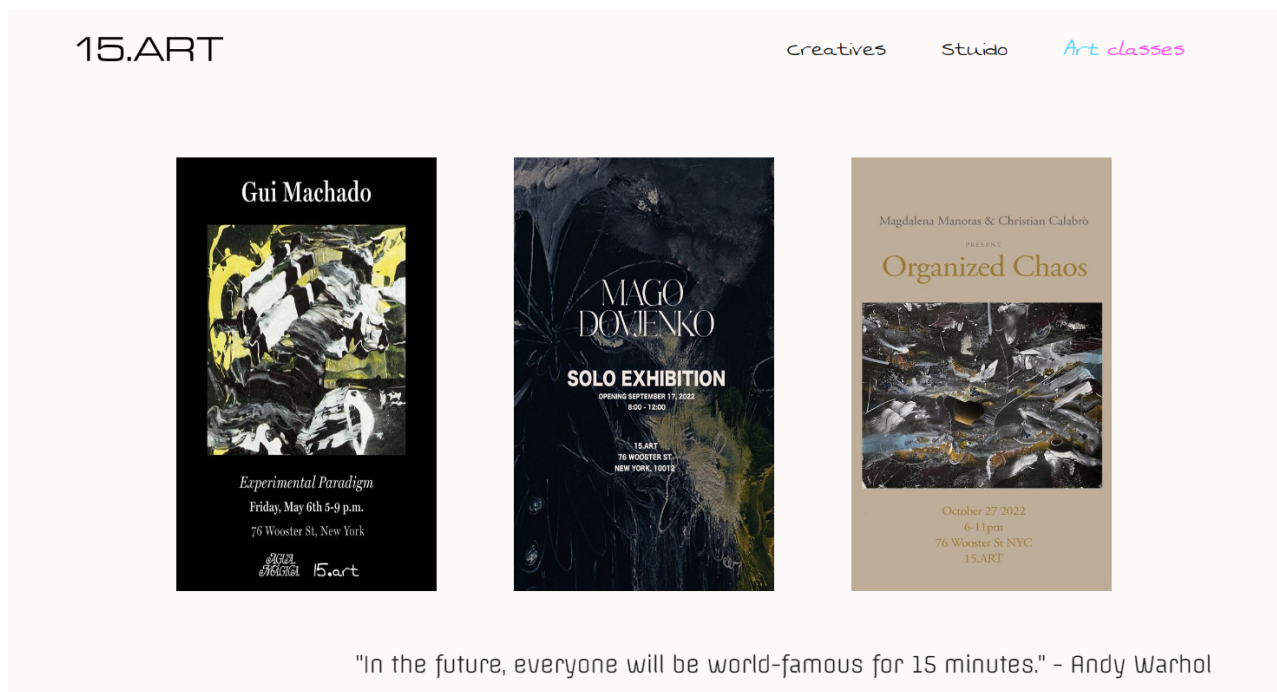 15.ART
Creatives
Stuido
Art classes
Gui Machado
Experimental Paradigm
Friday, May 6th 5-9 p.m.
76 Wooster St, New York
AGUA
MÁGICA
15.art
MAGO
DOVJENKO
SOLO EXHIBITION
OPENING SEPTEMBER 17, 2022
8:00 - 12:00
15.ART
76 WOOSTER ST.
NEW YORK, 10012
Magdalena Manotas & Christian Calabrò
PRESENT
Organized Chaos
October 27 2022
6-11pm
76 Wooster St NYC
15.ART
"In the future, everyone will be world-famous for 15 minutes." - Andy Warhol